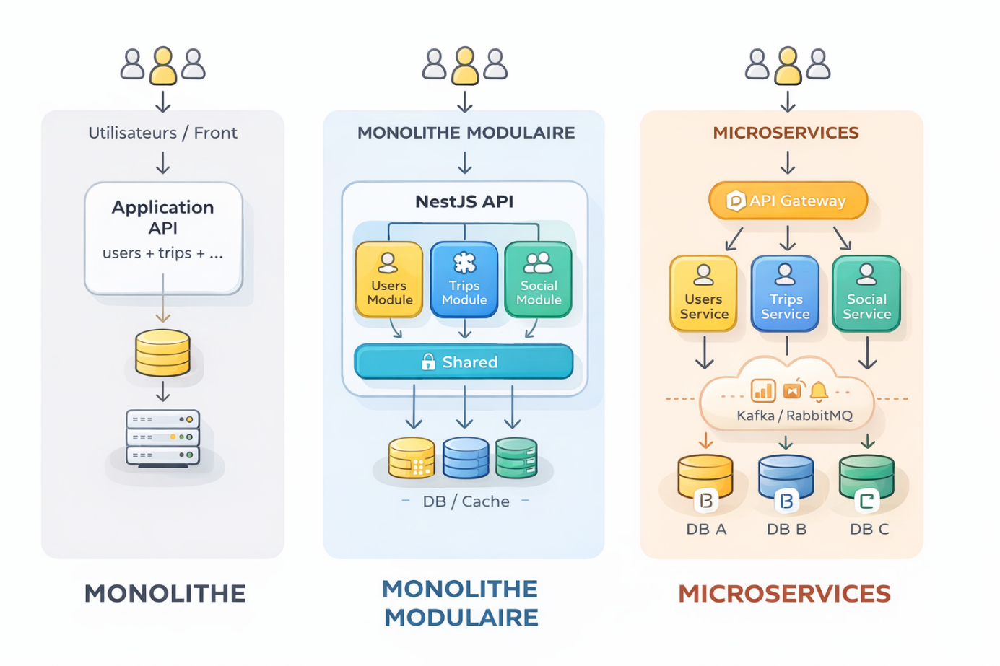 Utilisateurs / Front
Application
API
users + trips + ...
MONOLITHE
MONOLITHE MODULAIRE
NestJS API
Users
Module
Trips
Module
Social
Module
Shared
DB / Cache
MONOLITHE
MODULAIRE
MICROSERVICES
API Gateway
Users
Service
Trips
Service
Social
Service
Kafka / RabbitMQ
B
B
C
DB A
DB B
DB C
MICROSERVICES